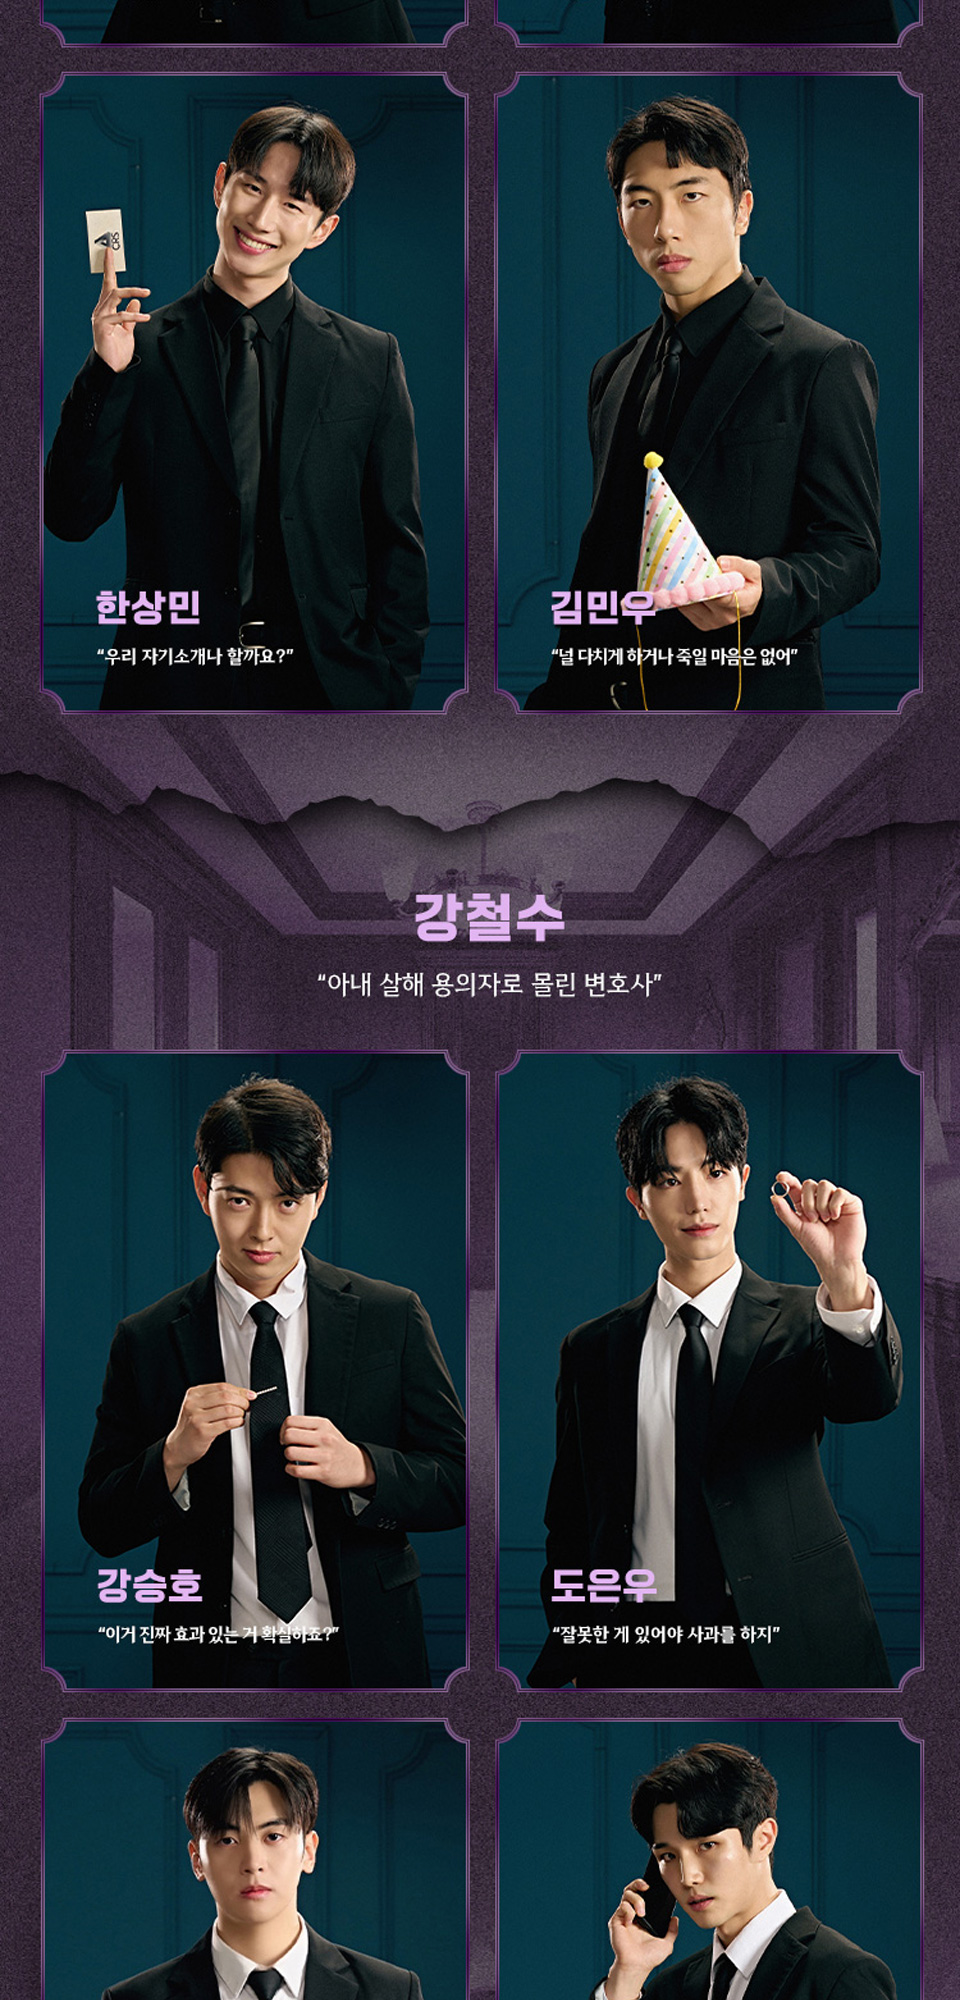 CRS
한상민
“우리 자기소개나 할까요?”
김민우
“널 다치게 하거나 죽일 마음은 없어”
강철수
“아내 살해 용의자로 몰린 변호사”
강승호
“이거 진짜 효과 있는 거 확실하죠?”
도은우
“잘못한 게 있어야 사과를 하지”